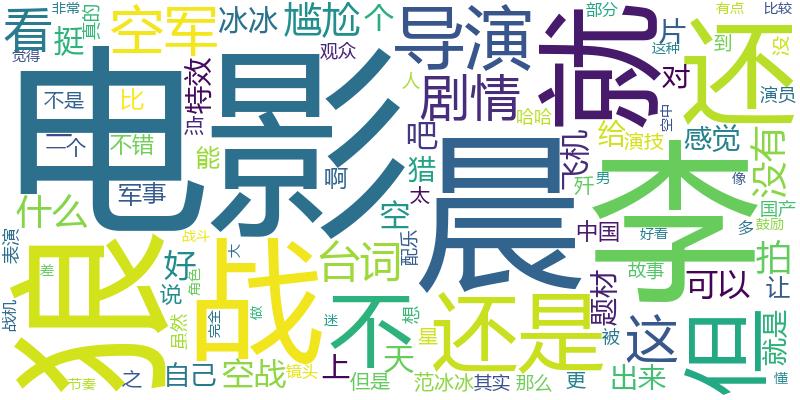 非常
真的
看
挺
空军
冰冰
尴尬
个
导演
就
部分
片
有点
比较
还
没
觉得
电影
特效
观众
剧情
这种
到
对
不是
比
点
人
哈哈
给
演技
空中
演员
一个
不错
能
啊
吧
猎
飞机
感觉
没有
军事
太
晨
歼
男
李
像
国产
什么
空
中国
好看
多
鼓励
表演
战斗
狼
好
大
台词
配乐
不
还是
题材
故事
可以
拍
差
说
角色
战
战机
虽然
完全
做
迷
想
星
这
被
但
让
就是
上
天
之
自己
空战
镜头
但是
范冰冰
其实
那么
更
出来
懂
节奏